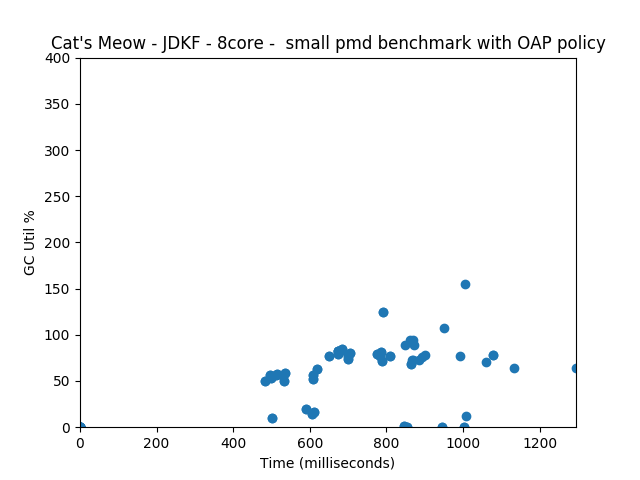 Cat's Meow - JDKF - 8core -  small pmd benchmark with OAP policy
400
350
300
250
200
150
100
50
0
GC Util %
0 200 400 600 800 1000 1200
Time (milliseconds)